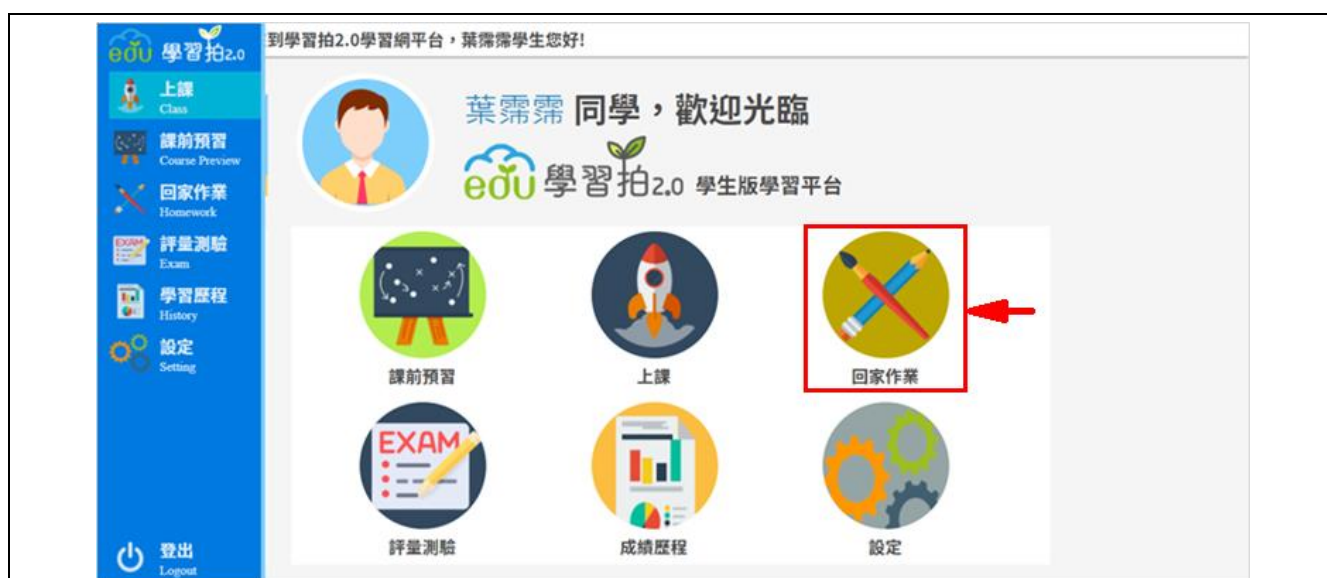 edu 學習拍2.0
到學習拍2.0學習網平台，葉霈霈學生您好!
上課
Class
課前預習
Course Preview
回家作業
Homework
EXAM
評量測驗
Exam
學習歷程
History
設定
Setting
登出
Logout
葉霈霈 同學，歡迎光臨
edu 學習拍2.0 學生版學習平台
課前預習
上課
回家作業
EXAM
評量測驗
成績歷程
設定